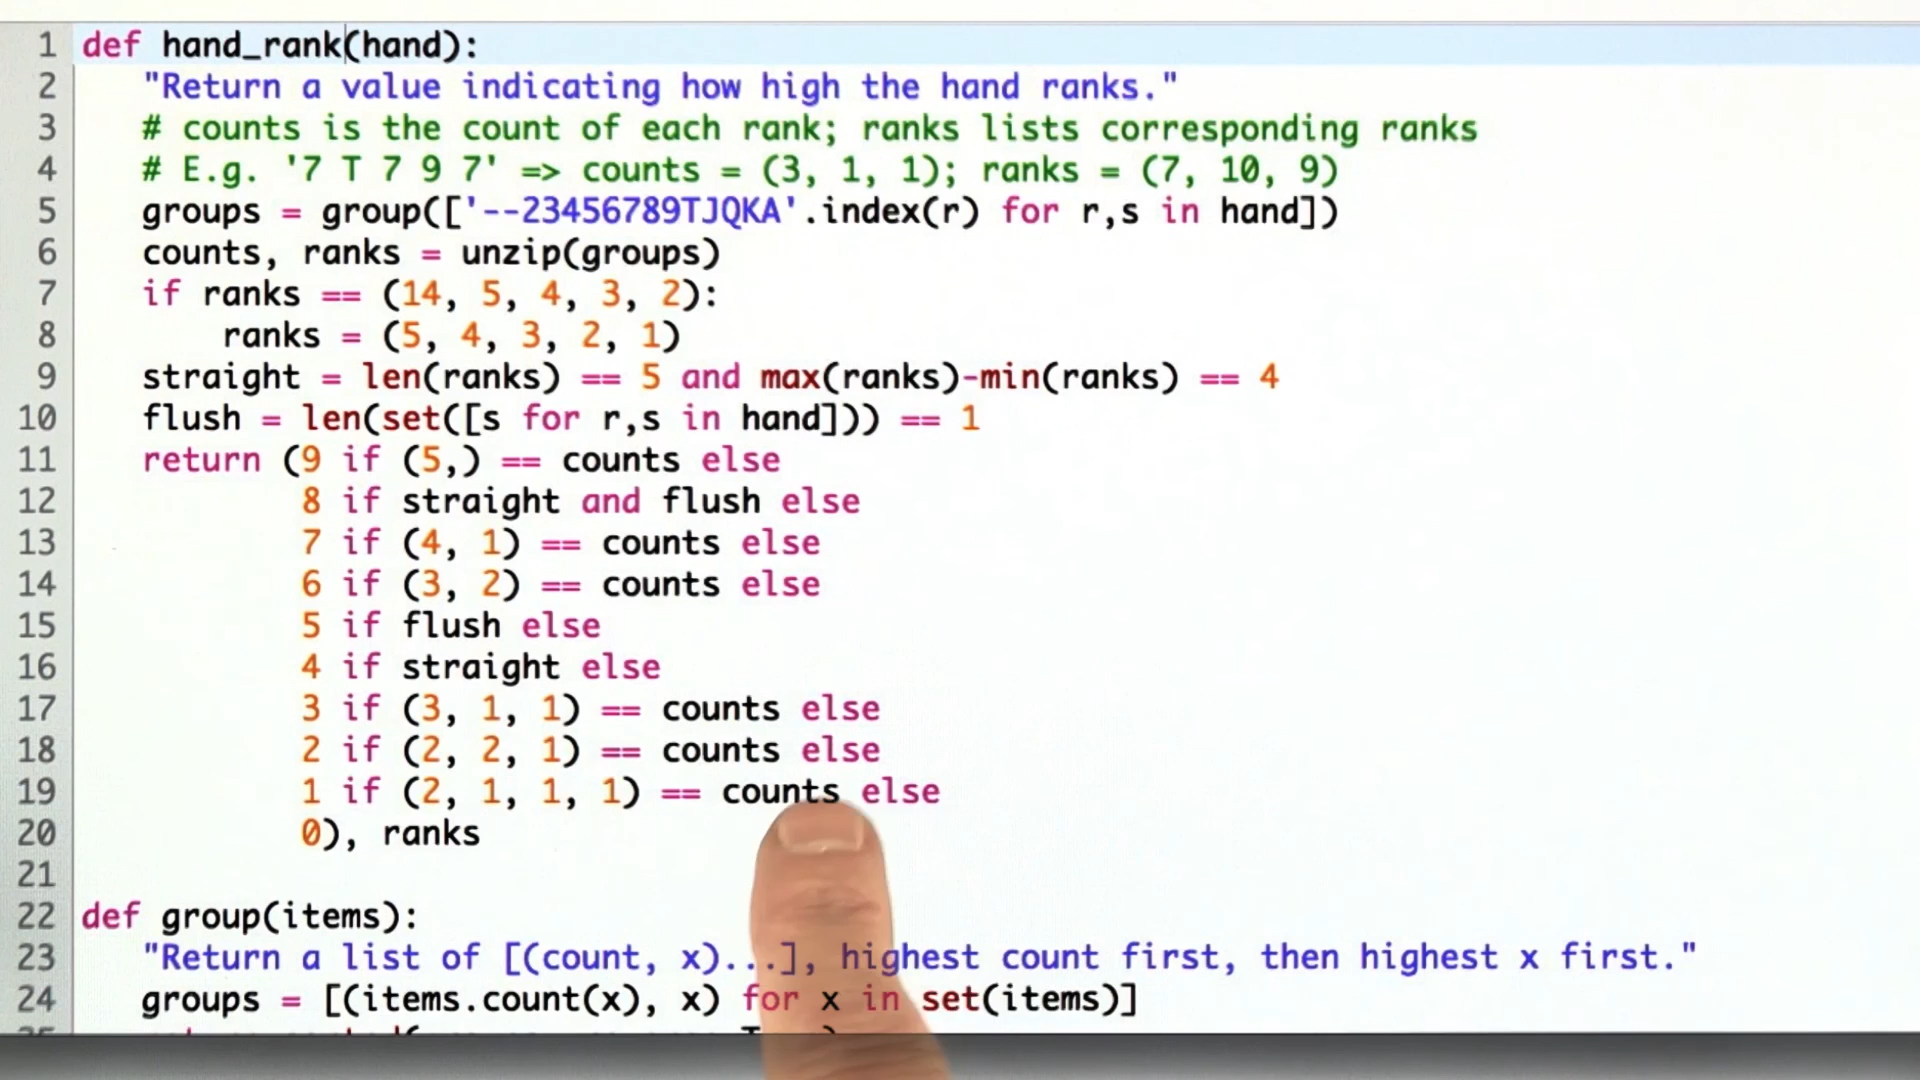 1 def hand_rank(hand):
2 "Return a value indicating how high the hand ranks."
3 # counts is the count of each rank; ranks lists corresponding ranks
4 # E.g. '7 T 7 9 7' => counts = (3, 1, 1); ranks = (7, 10, 9)
5 groups = group(['--23456789TJQKA'.index(r) for r,s in hand])
6 counts, ranks = unzip(groups)
7 if ranks == (14, 5, 4, 3, 2):
8 ranks = (5, 4, 3, 2, 1)
9 straight = len(ranks) == 5 and max(ranks)-min(ranks) == 4
10 flush = len(set([s for r,s in hand])) == 1
11 return (9 if (5,) == counts else
12 8 if straight and flush else
13 7 if (4, 1) == counts else
14 6 if (3, 2) == counts else
15 5 if flush else
16 4 if straight else
17 3 if (3, 1, 1) == counts else
18 2 if (2, 2, 1) == counts else
19 1 if (2, 1, 1, 1) == counts else
20 0), ranks
21
22 def group(items):
23 "Return a list of [(count, x)...], highest count first, then highest x first."
24 groups = [(items.count(x), x) for x in set(items)]